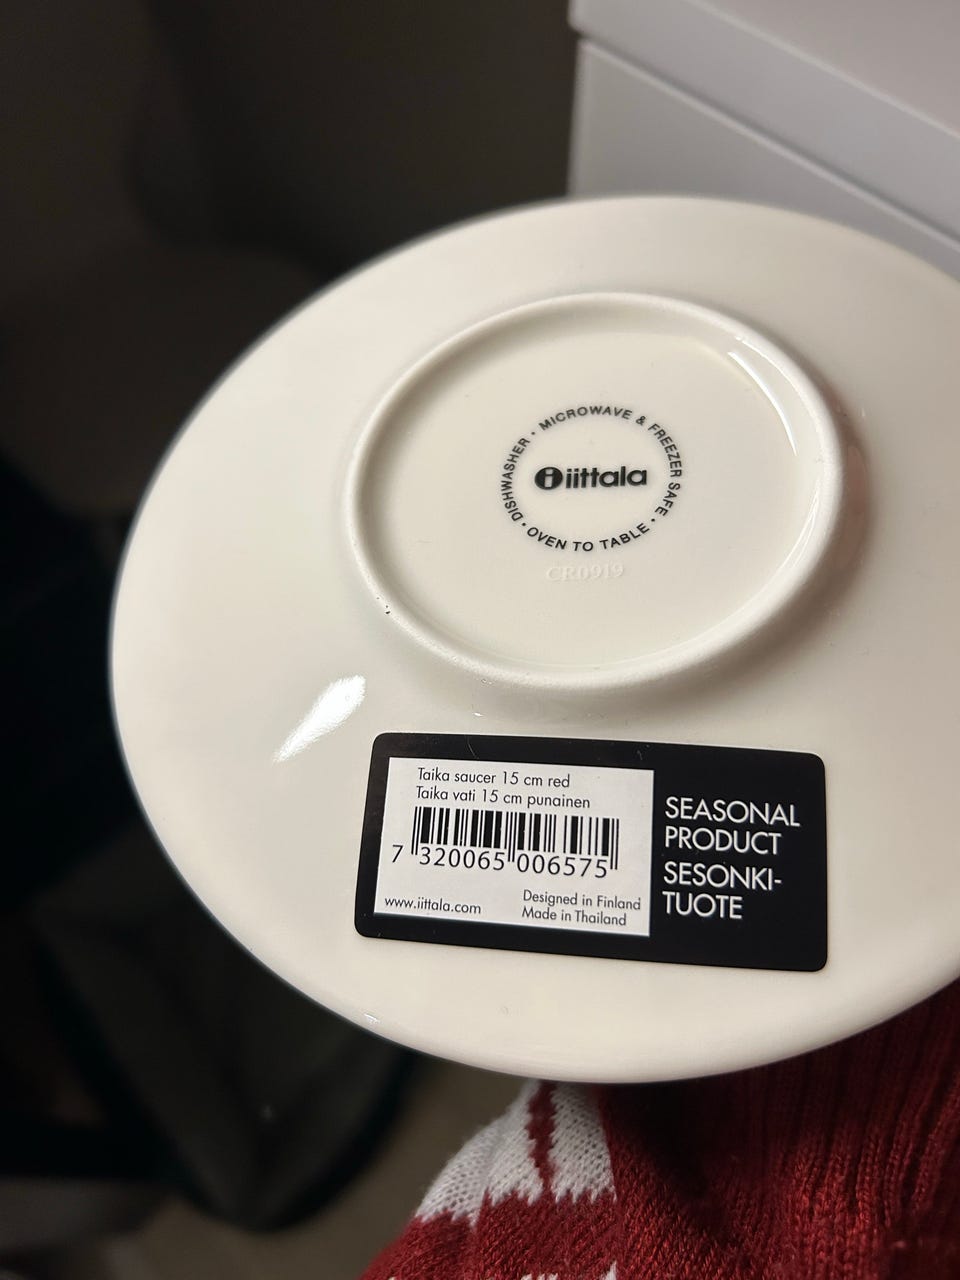 DISHWASHER · MICROWAVE & FREEZER SAFE · OVEN TO TABLE ·
iittala
CR0919
Taika saucer 15 cm red
Taika vati 15 cm punainen
7 320065 006575
www.iittala.com
Designed in Finland
Made in Thailand
SEASONAL
PRODUCT
SESONKI-
TUOTE